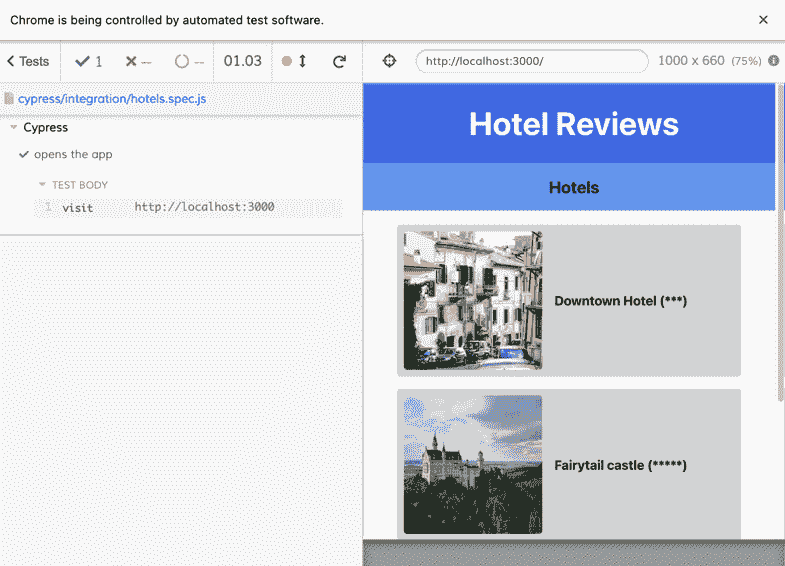 Chrome is being controlled by automated test software.
Tests 1 -- -- 01.03 http://localhost:3000/ 1000 x 660 (75%)
cypress/integration/hotels.spec.js
Cypress
opens the app
TEST BODY
1 visit http://localhost:3000
Hotel Reviews
Hotels
Downtown Hotel (***)
Fairytail castle (*****)